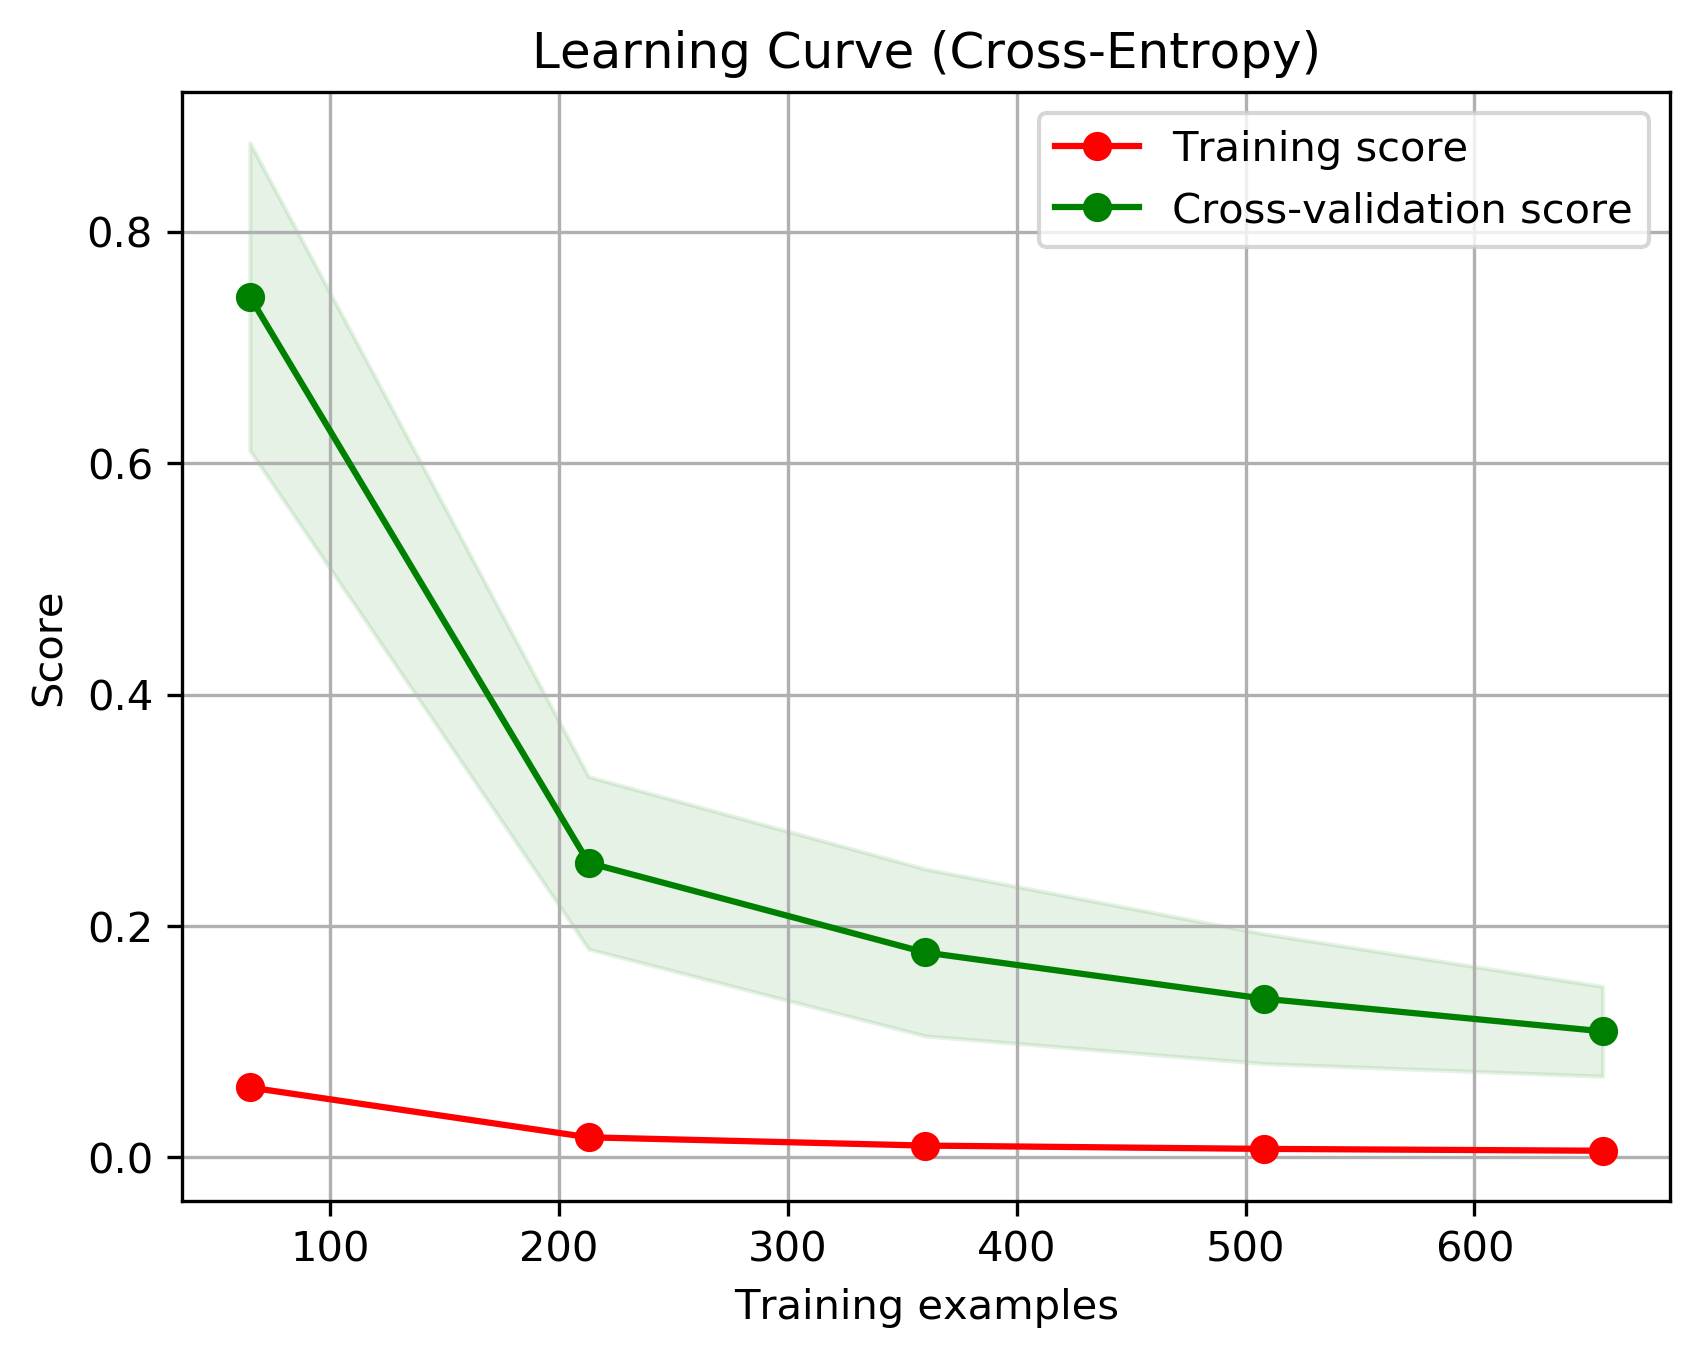 Learning Curve (Cross-Entropy)
Training score
Cross-validation score
0.8
0.6
0.4
0.2
0.0
Score
100 200 300 400 500 600
Training examples